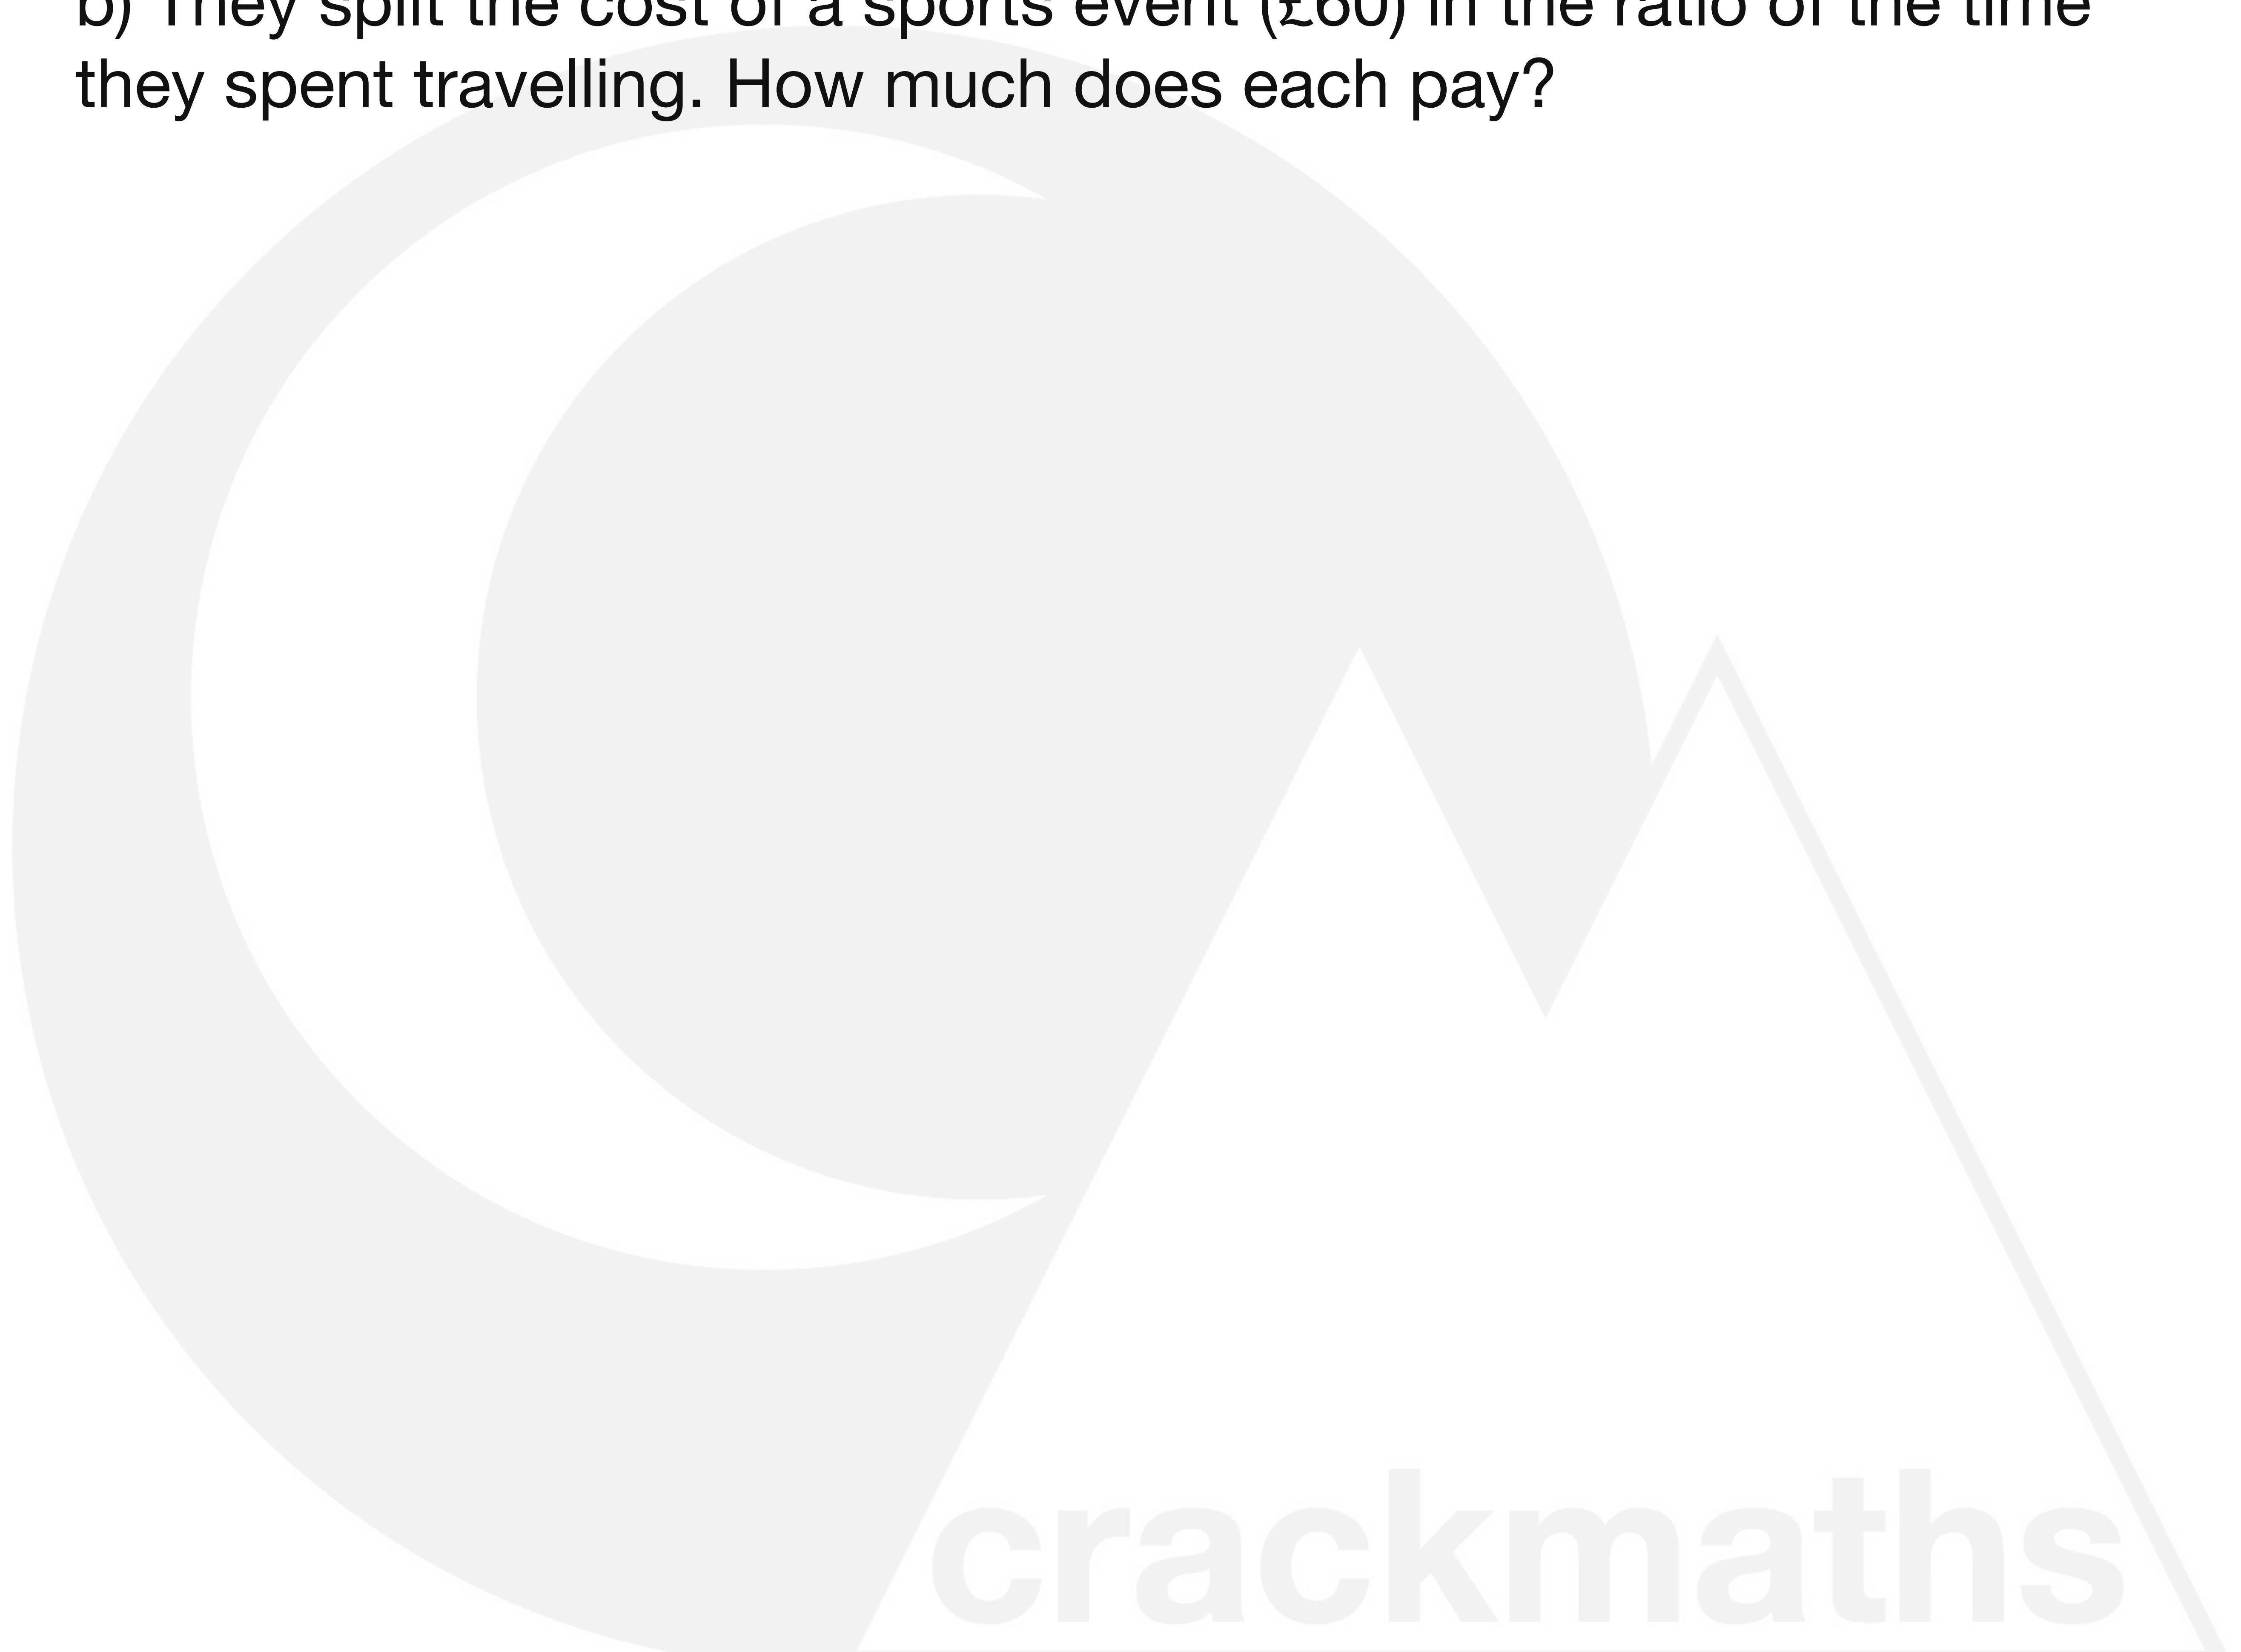 b) They split the cost of a sports event (£60) in the ratio of the time
they spent travelling. How much does each pay?
crackmaths